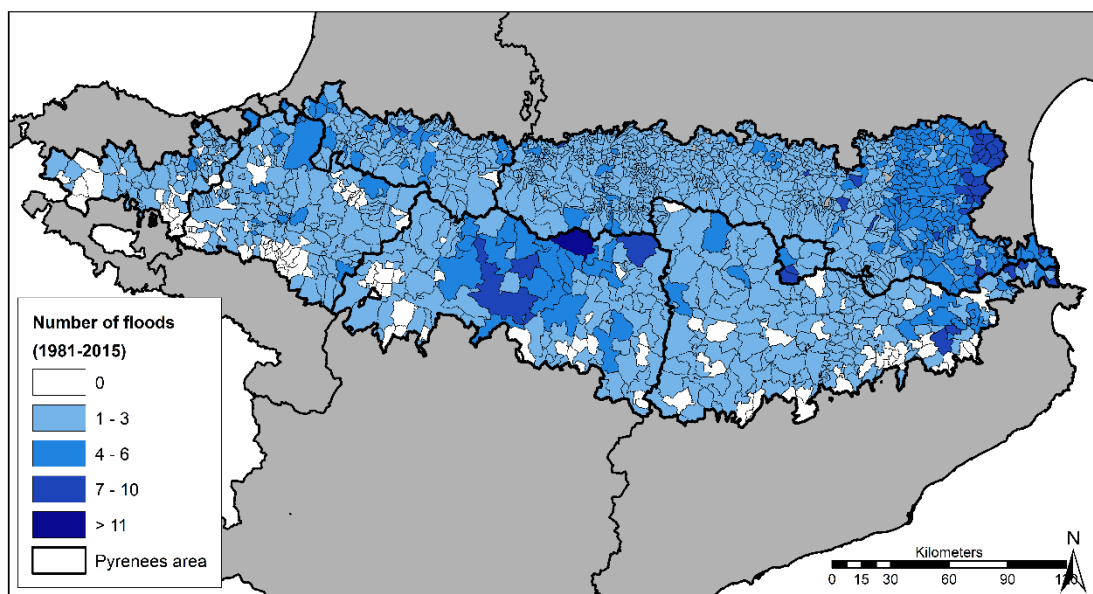 Number of floods
(1981-2015)
0
1 - 3
4 - 6
7 - 10
> 11
Pyrenees area
N
Kilometers
0 15 30 60 90 120